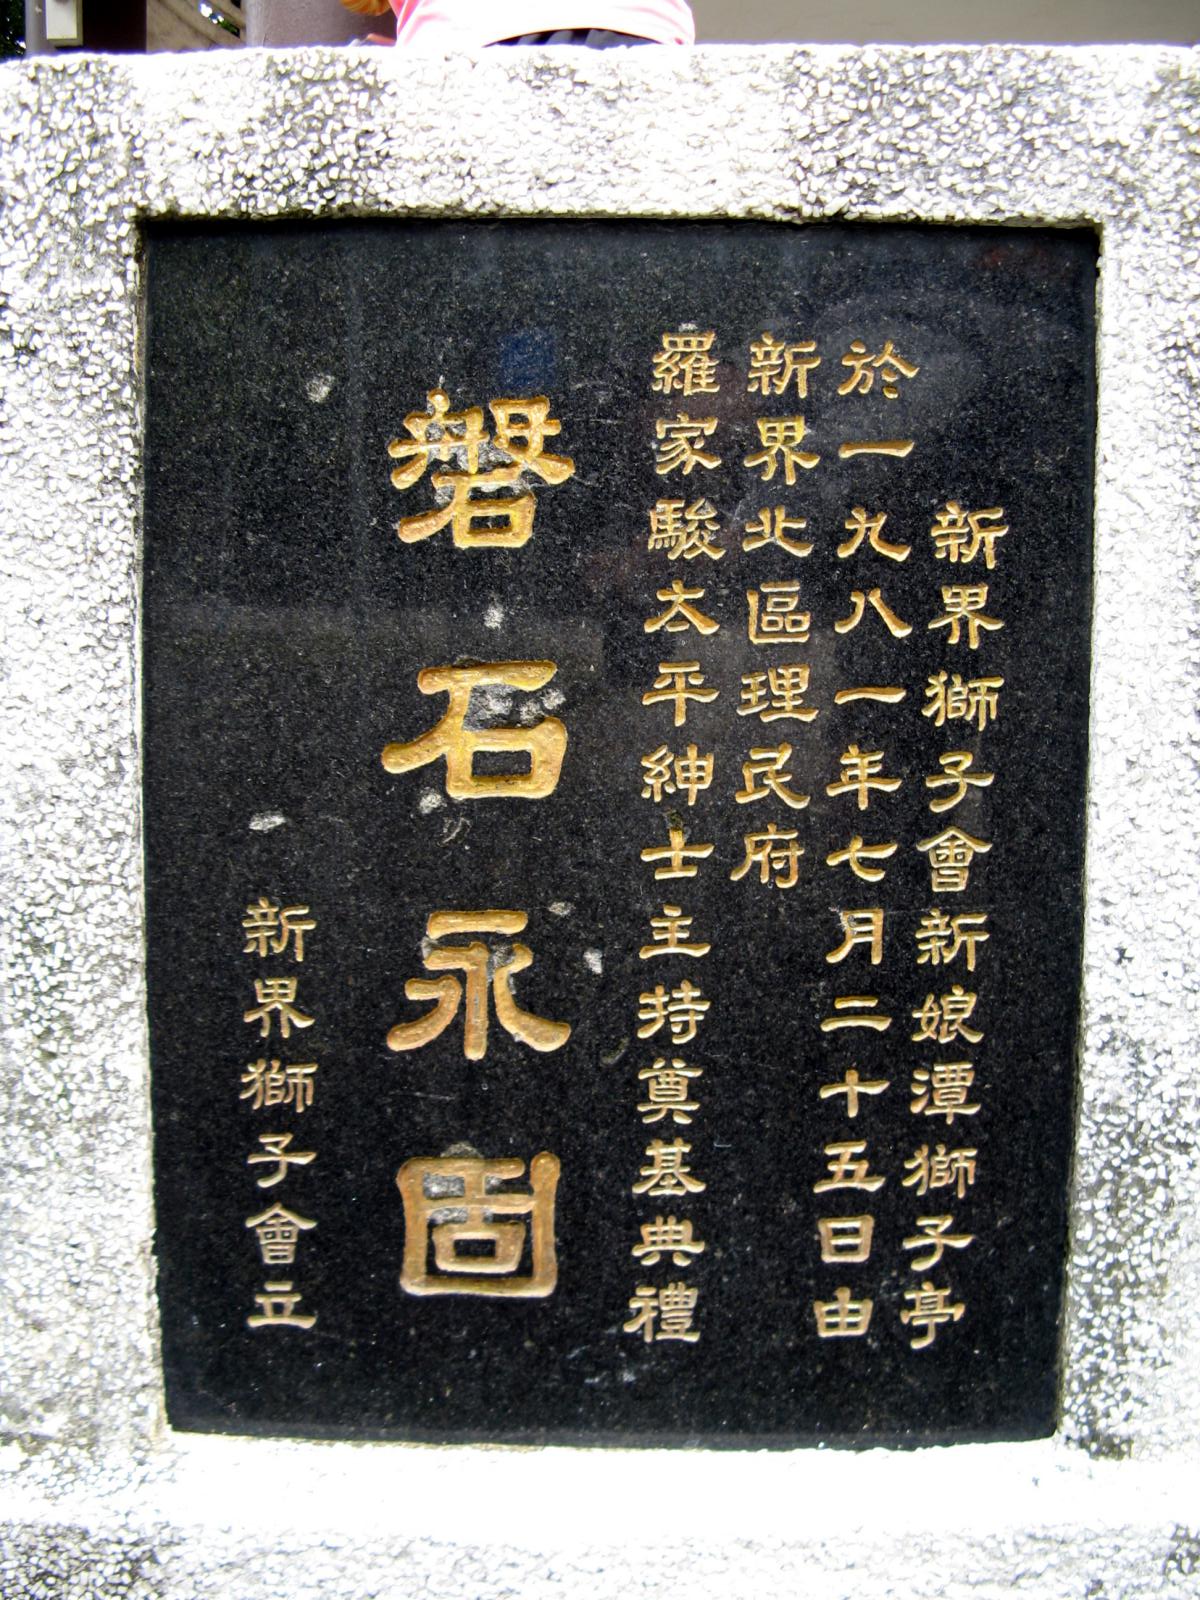 新界獅子會新娘潭獅子亭
於一九八一年七月二十五日由
新界北區理民府
羅家駿太平紳士主持奠基典禮
磐石永固
新界獅子會立